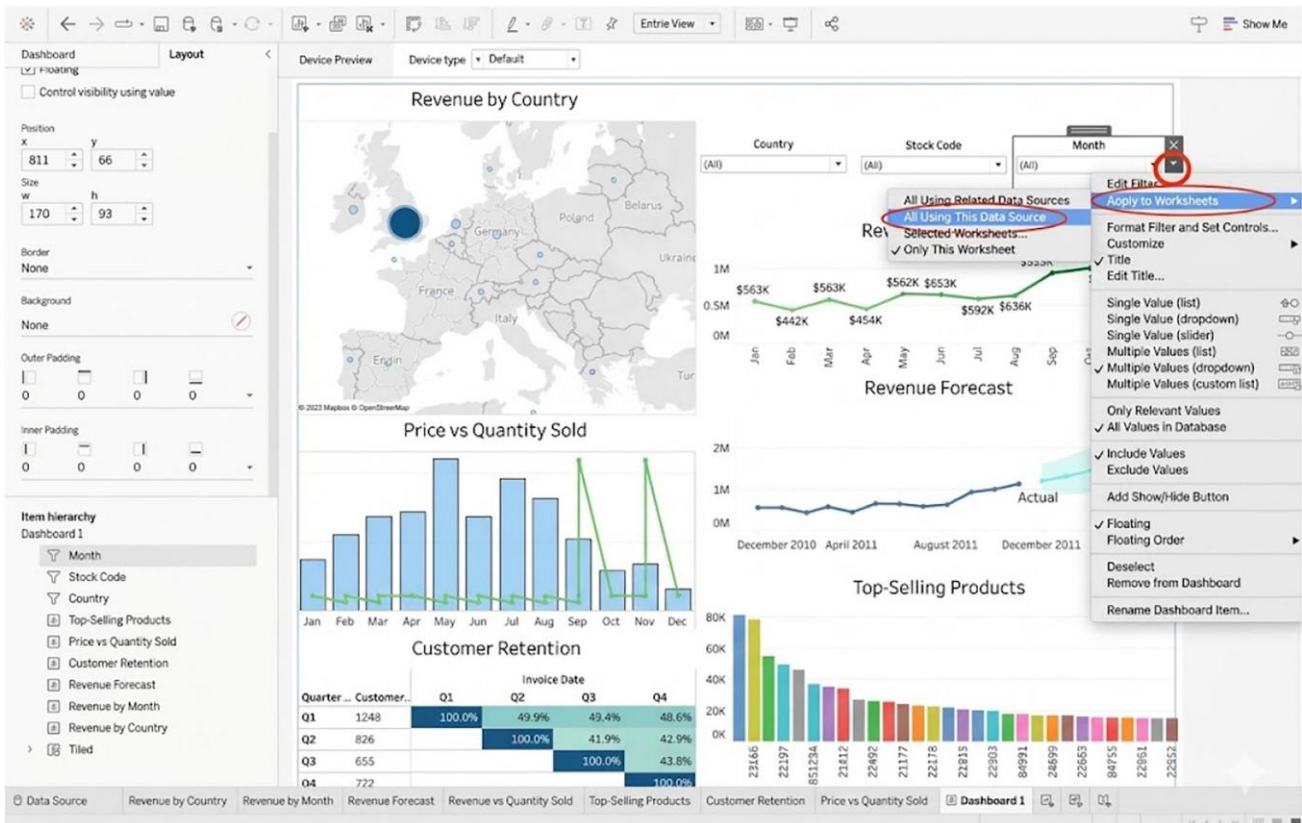 Entrie View
Show Me
Dashboard
Layout
Device Preview
Device type
Default
Floating
Control visibility using value
Position
x y
811 66
Size
w h
170 93
Border
None
Background
None
Outer Padding
0 0 0 0
Inner Padding
0 0 0 0
Item hierarchy
Dashboard 1
Month
Stock Code
Country
Top-Selling Products
Price vs Quantity Sold
Customer Retention
Revenue Forecast
Revenue by Month
Revenue by Country
Tiled
Revenue by Country
Belarus
Poland
Germany
Ukraine
France
Italy
Tur
© 2023 Mapbox © OpenStreetMap
Country
(All)
Stock Code
(All)
Month
(All)
Edit Filter
Apply to Worksheets
Format Filter and Set Controls...
Customize
Title
Edit Title...
Single Value (list)
Single Value (dropdown)
Single Value (slider)
Multiple Values (list)
Multiple Values (dropdown)
Multiple Values (custom list)
Only Relevant Values
All Values in Database
Include Values
Exclude Values
Add Show/Hide Button
Floating
Floating Order
Deselect
Remove from Dashboard
Rename Dashboard Item...
All Using Related Data Sources
All Using This Data Source
Selected Worksheets...
Only This Worksheet
Rev
1M
0.5M
0M
$563K $442K $563K $454K $562K $653K $592K $636K
Jan Feb Mar Apr May Jun Jul Aug Sep
Revenue Forecast
2M
1M
0M
Actual
December 2010 April 2011 August 2011 December 2011
Price vs Quantity Sold
Jan Feb Mar Apr May Jun Jul Aug Sep Oct Nov Dec
Customer Retention
Invoice Date
Quarter .. Customer.. Q1 Q2 Q3 Q4
Q1 1248 100.0% 49.9% 49.4% 48.6%
Q2 826 100.0% 41.9% 42.9%
Q3 655 100.0% 43.8%
Q4 722 100.0%
Top-Selling Products
80K
60K
40K
20K
0K
23166 22197 851234 21412 22492 21177 22178 22815 22303 84991 24699 22663 84755 22961 22952
Data Source
Revenue by Country
Revenue by Month
Revenue Forecast
Revenue vs Quantity Sold
Top-Selling Products
Customer Retention
Price vs Quantity Sold
Dashboard 1